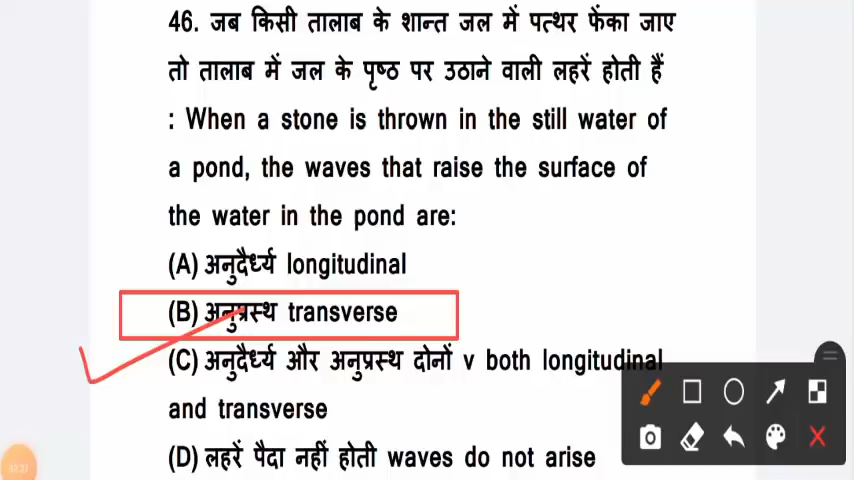 46. जब किसी तालाब के शान्त जल में पत्थर फेंका जाए
तो तालाब में जल के पृष्ठ पर उठाने वाली लहरें होती हैं
: When a stone is thrown in the still water of
a pond, the waves that raise the surface of
the water in the pond are:
(A) अनुदैर्ध्य longitudinal
(B) अनुप्रस्थ transverse
(C) अनुदैर्ध्य और अनुप्रस्थ दोनों v both longitudinal
and transverse
(D) लहरें पैदा नहीं होती waves do not arise